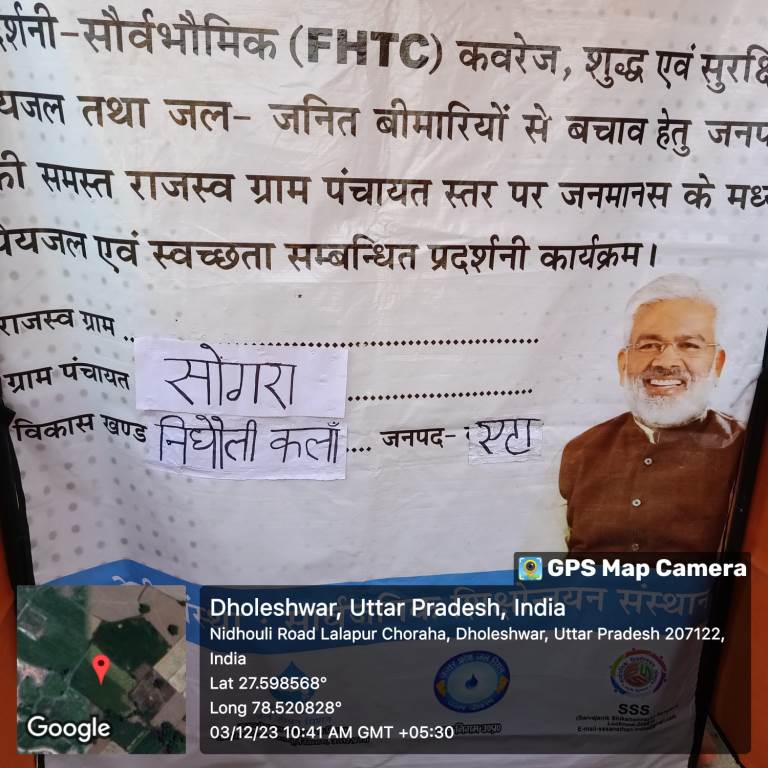 र्शनी-सौर्वभौमिक (FHTC) कवरेज, शुद्ध एवं सुरक्षि
यजल तथा जल- जनित बीमारियों से बचाव हेतु जनप
की समस्त राजस्व ग्राम पंचायत स्तर पर जनमानस के मध्
पेयजल एवं स्वच्छता सम्बन्धित प्रदर्शनी कार्यक्रम।
राजस्व ग्राम ..
ग्राम पंचायत सोगरा
विकास खण्ड निधौली कलाँ .... जनपद- एटा
GPS Map Camera
Dholeshwar, Uttar Pradesh, India
Nidhouli Road Lalapur Choraha, Dholeshwar, Uttar Pradesh 207122,
India
Lat 27.598568°
Long 78.520828°
03/12/23 10:41 AM GMT +05:30
Google
SSS